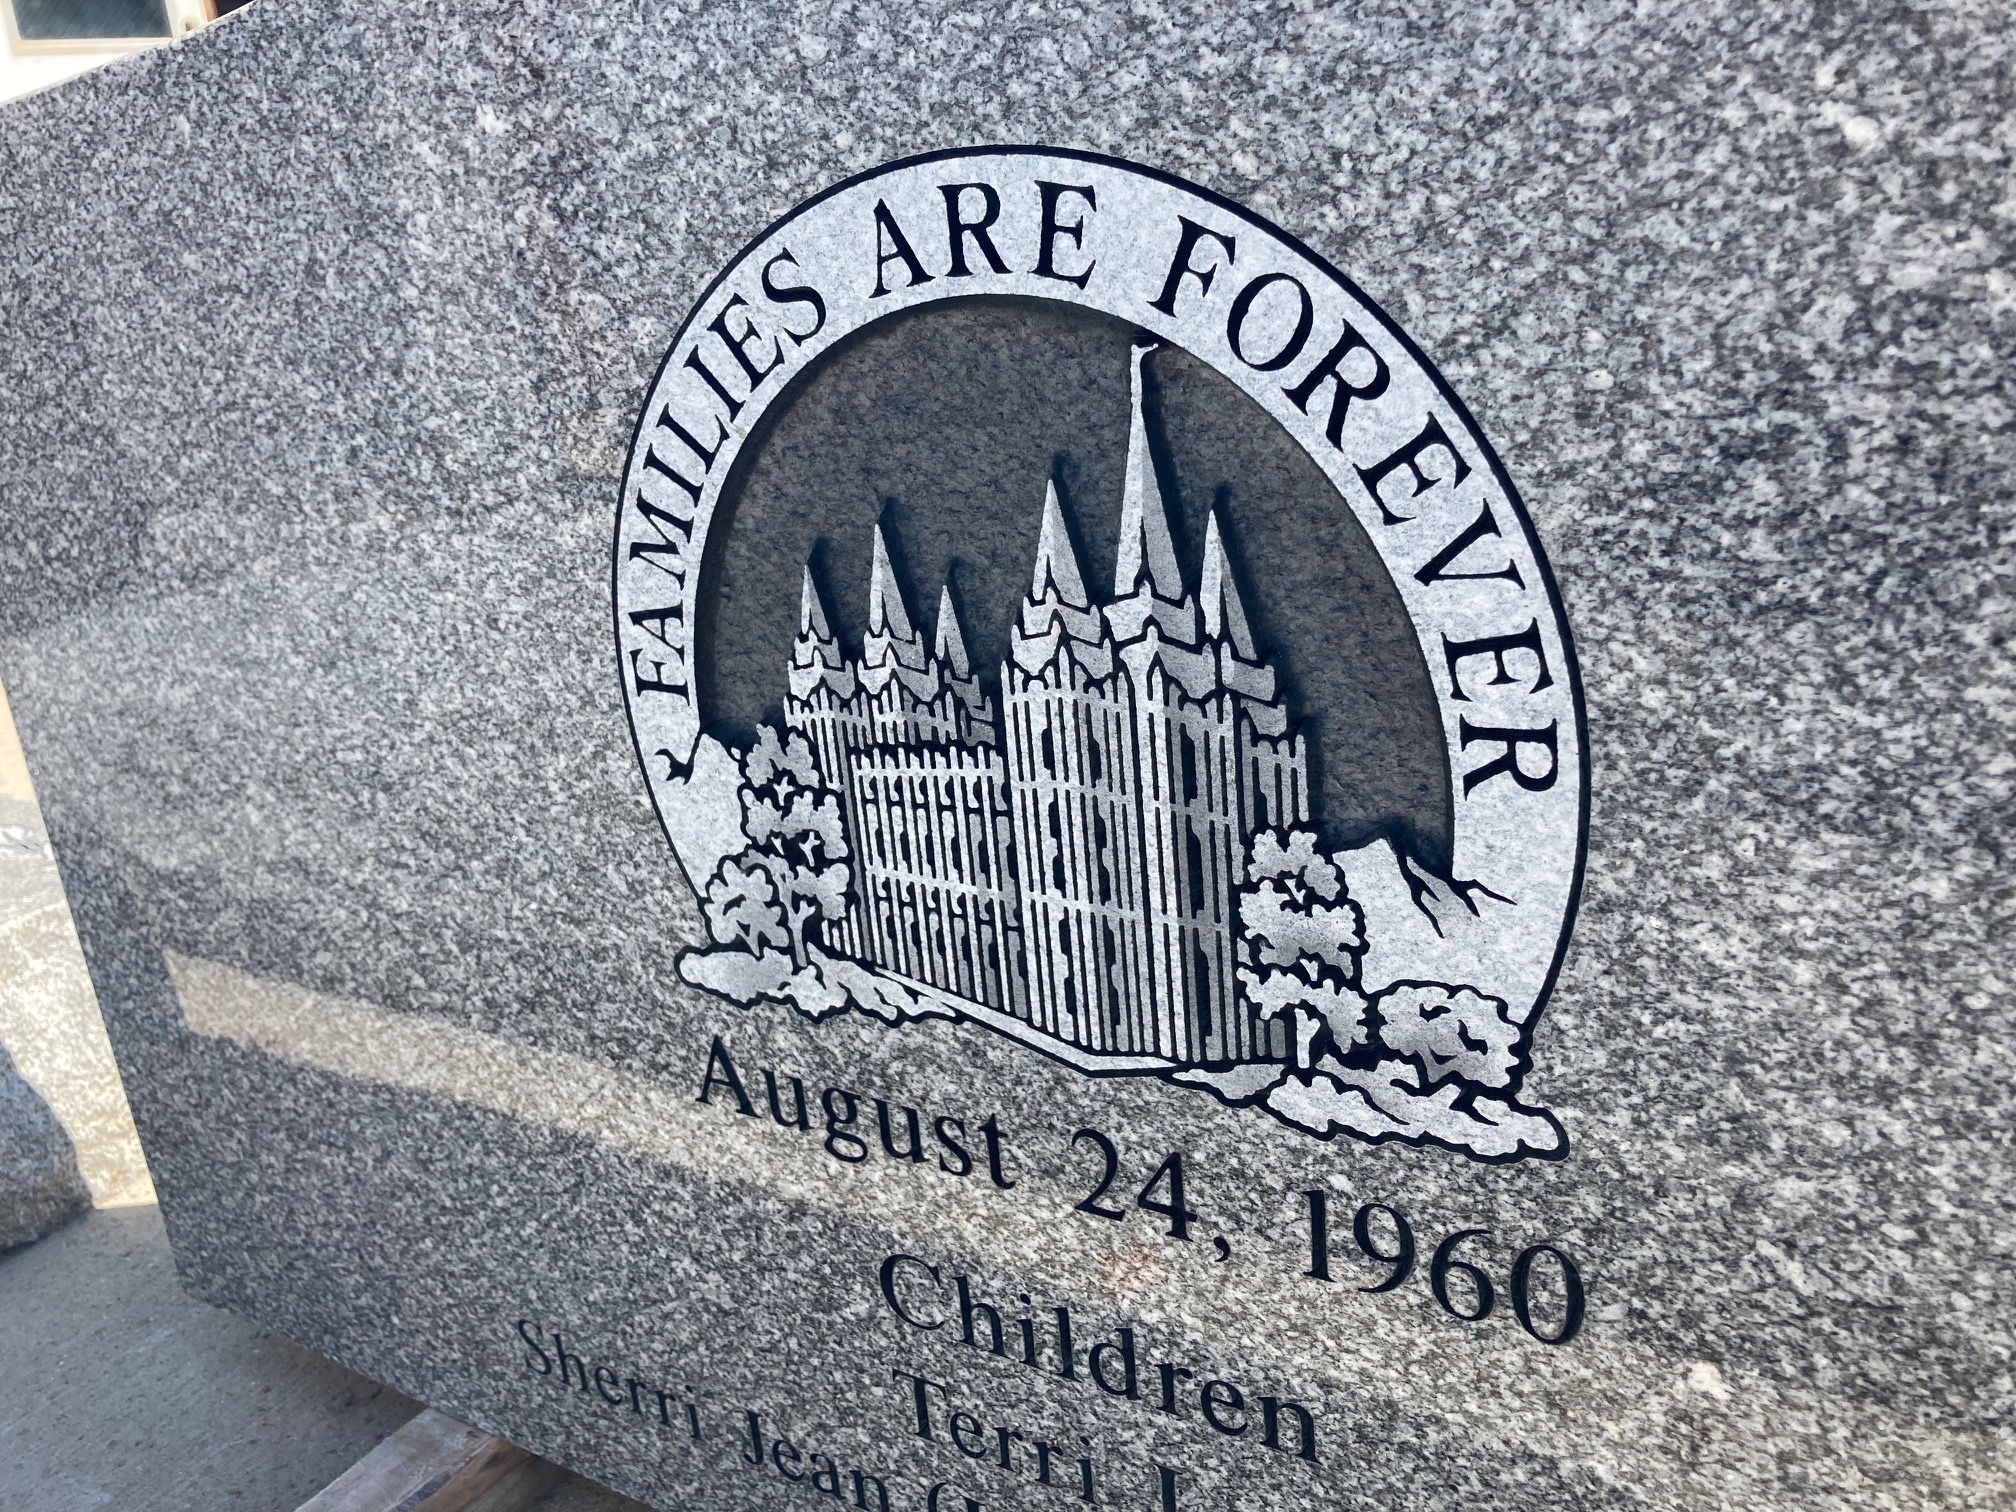 FAMILIES ARE FOREVER
August 24, 1960
Children
Terri
Sherri Jean